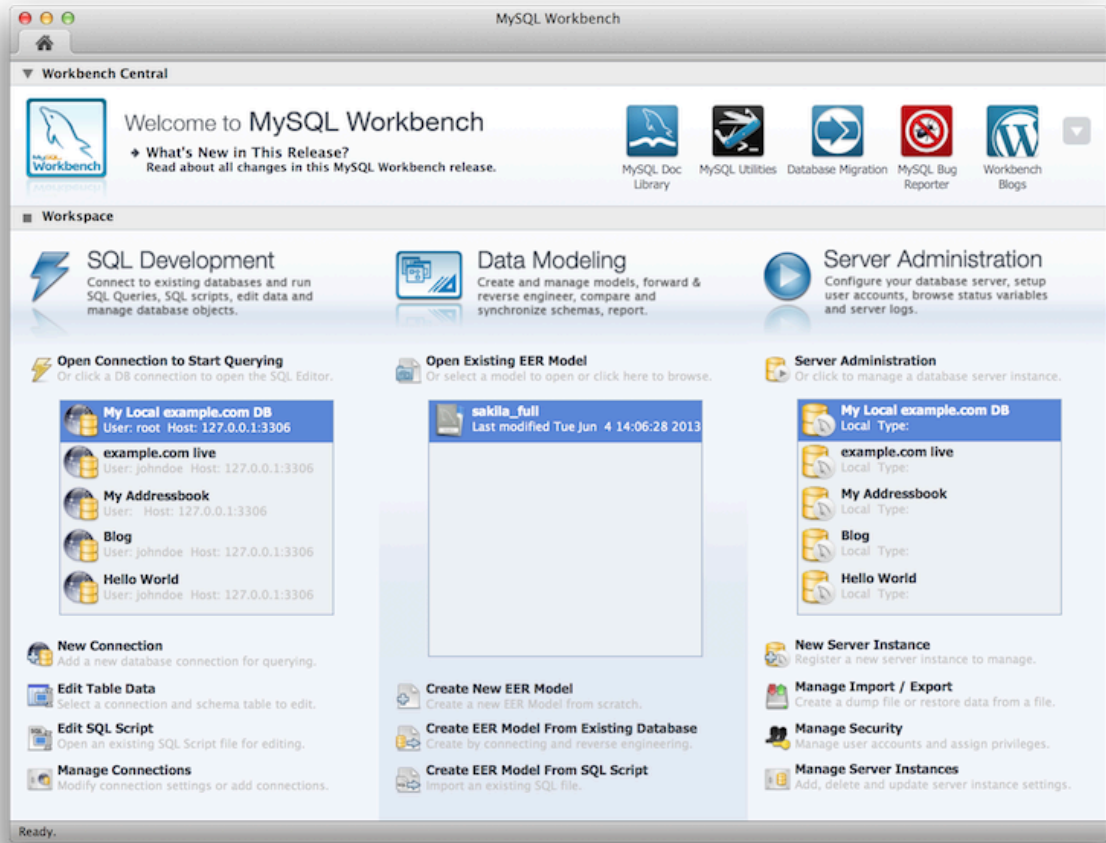 MySQL Workbench
Workbench Central
MySQL
Workbench
Welcome to MySQL Workbench
What's New in This Release?
Read about all changes in this MySQL Workbench release.
MySQL Doc
Library
MySQL Utilities
Database Migration
MySQL Bug
Reporter
Workbench
Blogs
Workspace
SQL Development
Connect to existing databases and run
SQL Queries, SQL scripts, edit data and
manage database objects.
Open Connection to Start Querying
Or click a DB connection to open the SQL Editor.
My Local example.com DB
User: root Host: 127.0.0.1:3306
example.com live
User: johndoe Host: 127.0.0.1:3306
My Addressbook
User: Host: 127.0.0.1:3306
Blog
User: johndoe Host: 127.0.0.1:3306
Hello World
User: johndoe Host: 127.0.0.1:3306
New Connection
Add a new database connection for querying.
Edit Table Data
Select a connection and schema table to edit.
Edit SQL Script
Open an existing SQL Script file for editing.
Manage Connections
Modify connection settings or add connections.
Data Modeling
Create and manage models, forward &
reverse engineer, compare and
synchronize schemas, report.
Open Existing EER Model
Or select a model to open or click here to browse.
sakila_full
Last modified Tue Jun 4 14:06:28 2013
Create New EER Model
Create a new EER Model from scratch.
Create EER Model From Existing Database
Create by connecting and reverse engineering.
Create EER Model From SQL Script
Import an existing SQL file.
Server Administration
Configure your database server, setup
user accounts, browse status variables
and server logs.
Server Administration
Or click to manage a database server instance.
My Local example.com DB
Local Type:
example.com live
Local Type:
My Addressbook
Local Type:
Blog
Local Type:
Hello World
Local Type:
New Server Instance
Register a new server instance to manage.
Manage Import / Export
Create a dump file or restore data from a file.
Manage Security
Manage user accounts and assign privileges.
Manage Server Instances
Add, delete and update server instance settings.
Ready.